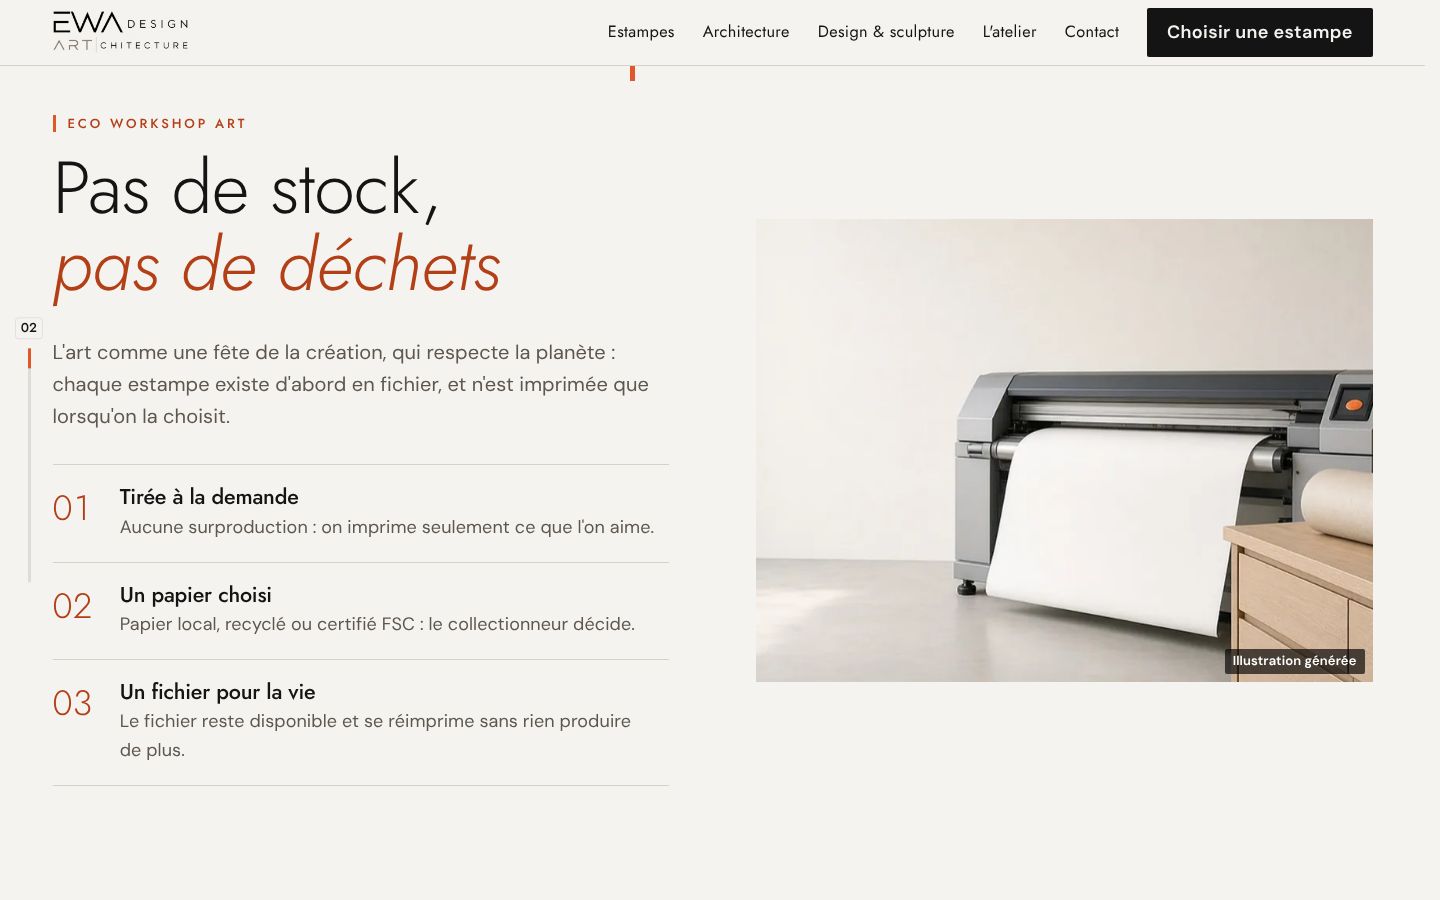 EWA DESIGN
ART CHITECTURE
Estampes
Architecture
Design & sculpture
L'atelier
Contact
Choisir une estampe
ECO WORKSHOP ART
Pas de stock,
pas de déchets
02
L'art comme une fête de la création, qui respecte la planète :
chaque estampe existe d'abord en fichier, et n'est imprimée que
lorsqu'on la choisit.
01
Tirée à la demande
Aucune surproduction : on imprime seulement ce que l'on aime.
02
Un papier choisi
Papier local, recyclé ou certifié FSC : le collectionneur décide.
03
Un fichier pour la vie
Le fichier reste disponible et se réimprime sans rien produire
de plus.
Illustration générée